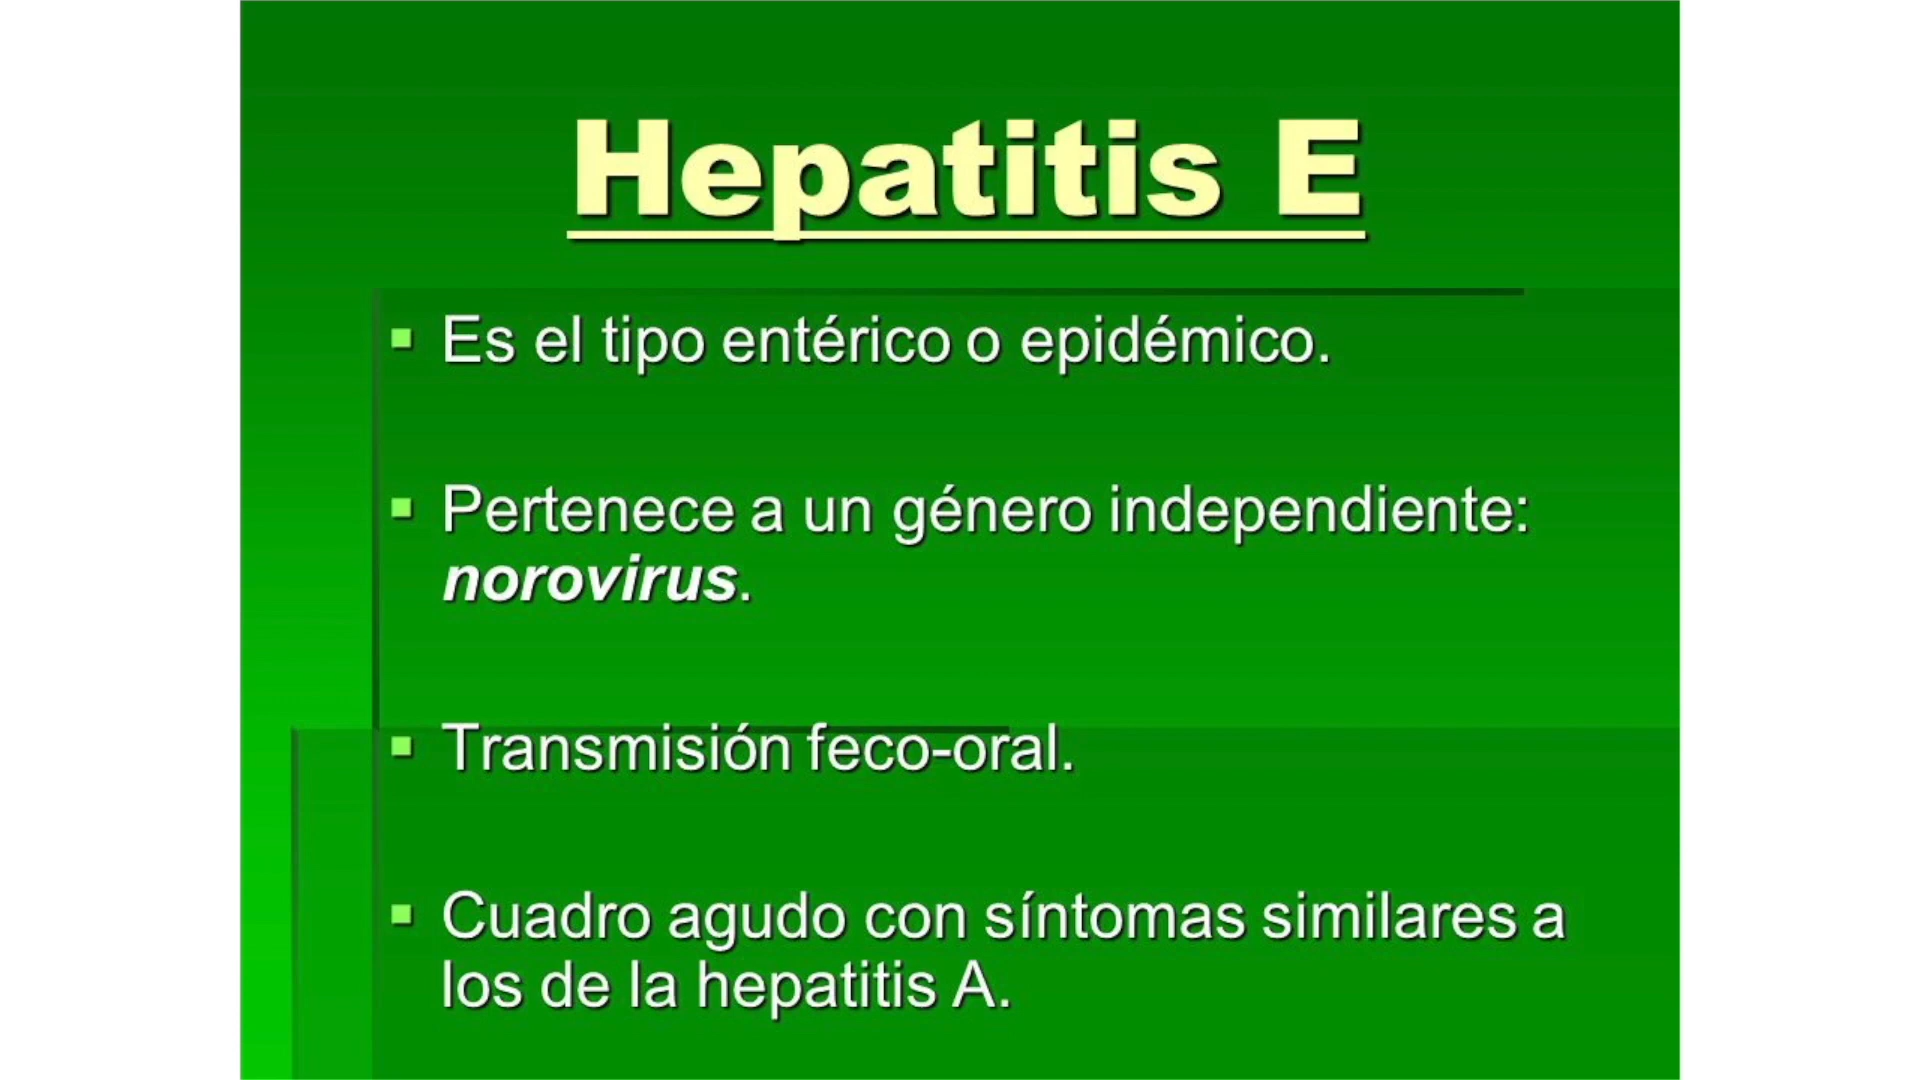 Hepatitis E
▪ Es el tipo entérico o epidémico.
▪ Pertenece a un género independiente:
norovirus.
▪ Transmisión feco-oral.
▪ Cuadro agudo con síntomas similares a
los de la hepatitis A.